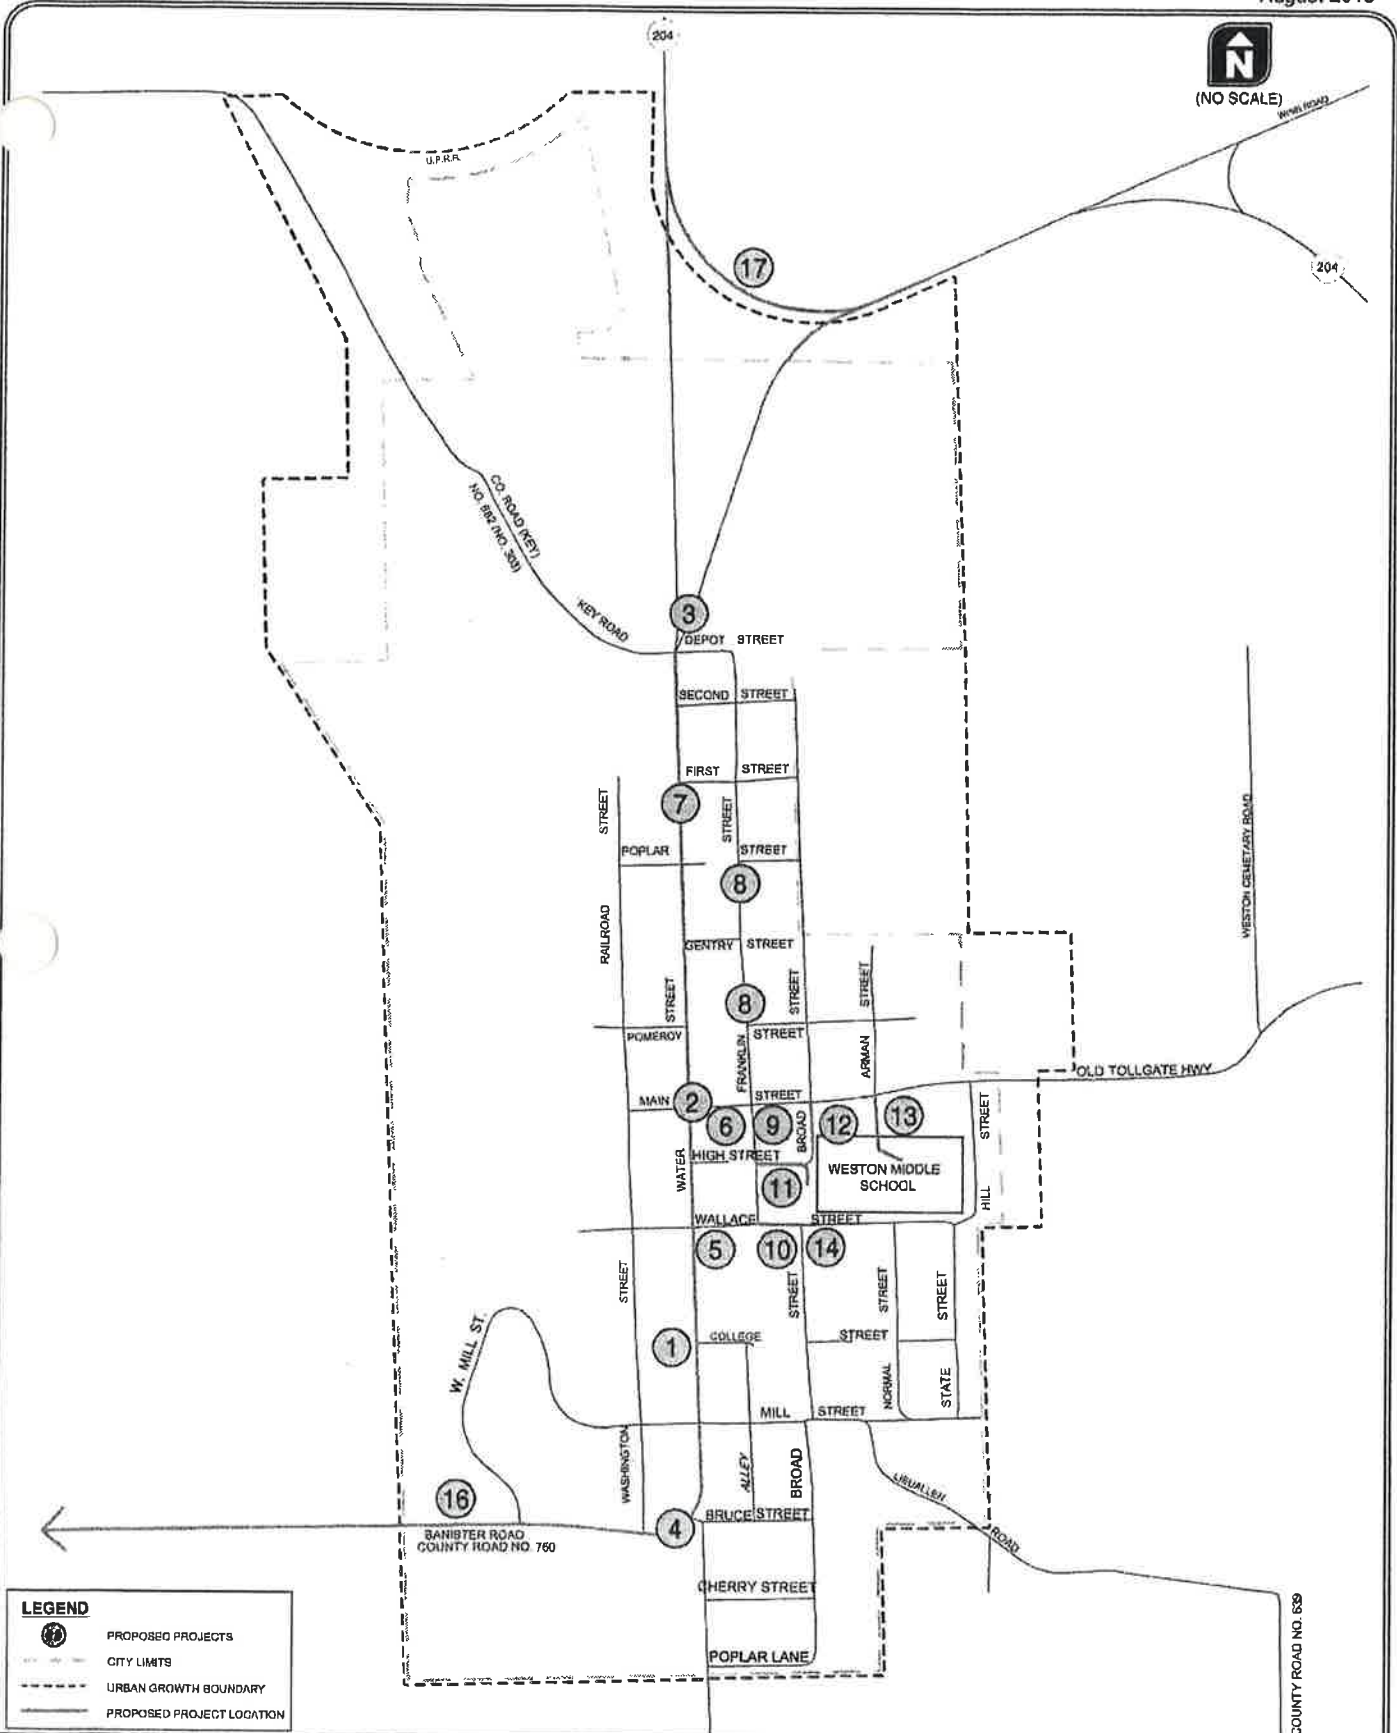 204
N
(NO SCALE)
WINN ROAD
U.P.R.R.
17
204
CO. ROAD (KEY)
NO. 682 (NO. 303)
KEY ROAD
3
DEPOT STREET
SECOND STREET
FIRST STREET
7
STREET
STREET
POPLAR STREET
8
WESTON CEMETARY ROAD
RAILROAD
GENTRY STREET
STREET
STREET
STREET
8
POMEROY STREET
FRANKLIN
ARMAN
OLD TOLLGATE HWY
MAIN STREET
2
6
9
BROAD
12
13
STREET
WATER
HIGH STREET
WESTON MIDDLE
SCHOOL
11
HILL
WALLACE STREET
5
10
14
STREET
STREET
STREET
STREET
W. MILL ST.
1
COLLEGE STREET
NORMAL
STATE
MILL STREET
WASHINGTON
ALLEY
BROAD
LIEUALLEN
ROAD
16
4
BRUCE STREET
BANISTER ROAD
COUNTY ROAD NO. 760
CHERRY STREET
POPLAR LANE
COUNTY ROAD NO. 639
LEGEND
PROPOSED PROJECTS
CITY LIMITS
URBAN GROWTH BOUNDARY
PROPOSED PROJECT LOCATION